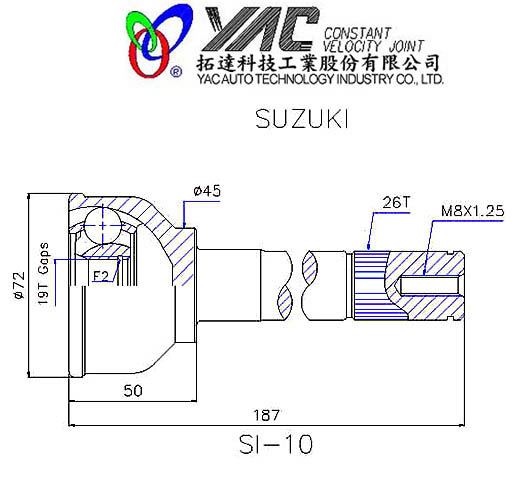 YAC CONSTANT
VELOCITY JOINT
®
拓達科技工業股份有限公司
YAC AUTO TECHNOLOGY INDUSTRY CO., LTD.
SUZUKI
ø45
26T
M8X1.25
ø72
19T Gaps
F2
50
187
SI-10